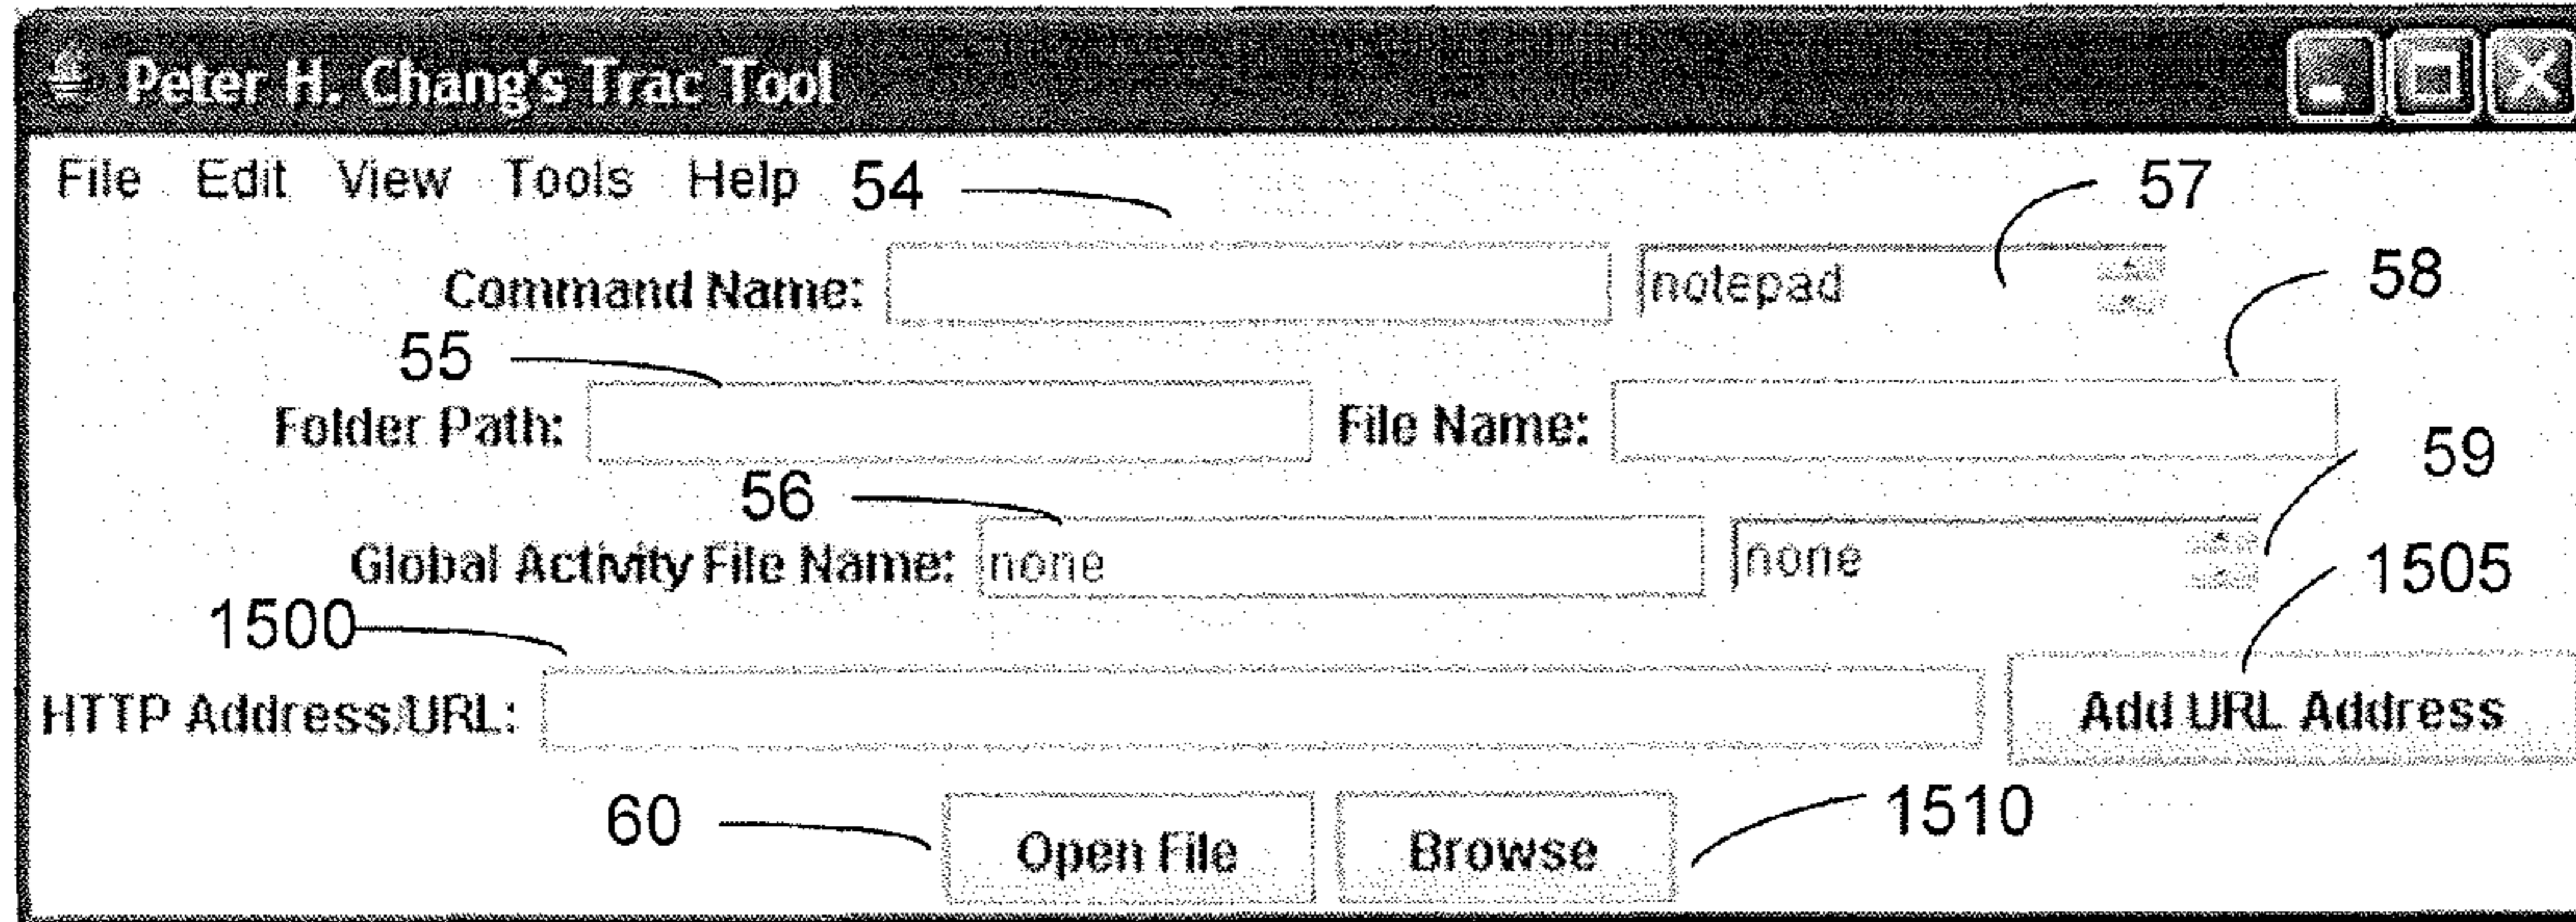 Peter H. Chang's Trac Tool
File Edit View Tools Help 54 57
Command Name: notepad 58
55
Folder Path: File Name:
56 59
Global Activity File Name: none none
1500 1505
HTTP Address/URL: Add URL Address
60 Open File Browse 1510